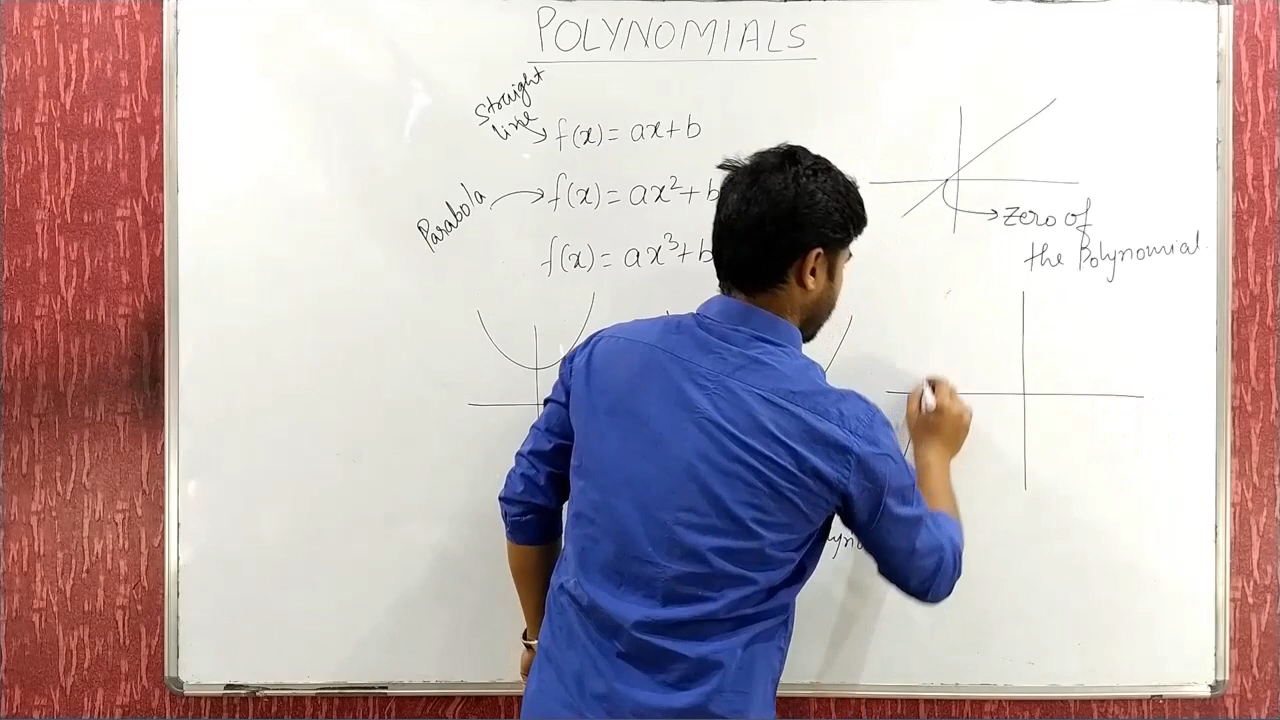 POLYNOMIALS
straight
line
f(x) = ax+b
Parabola
f(x) = ax²+b
f(x) = ax³+b
zero of
the Polynomial.